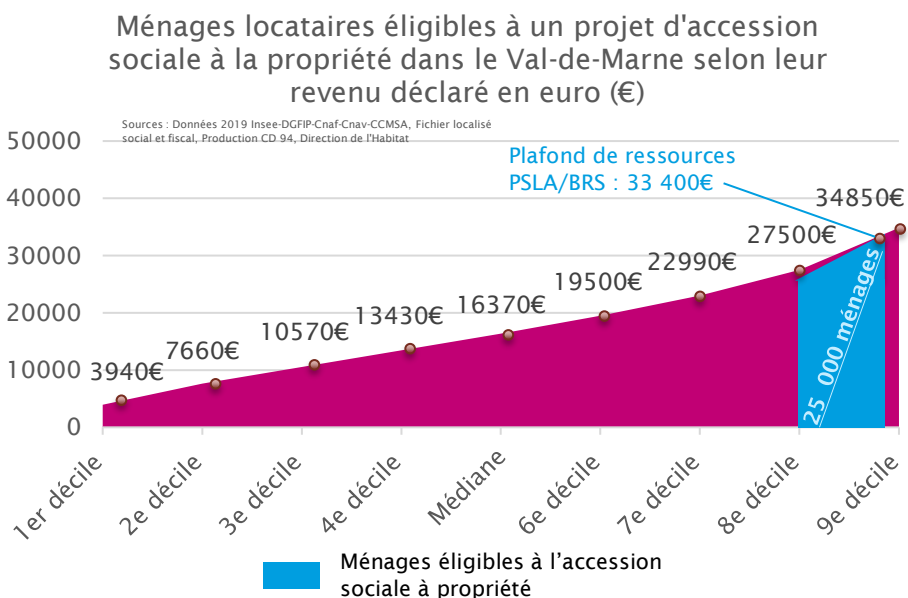 Ménages locataires éligibles à un projet d'accession
sociale à la propriété dans le Val-de-Marne selon leur
revenu déclaré en euro (€)
Sources : Données 2019 Insee-DGFIP-Cnaf-Cnav-CCMSA, Fichier localisé
social et fiscal, Production CD 94, Direction de l'Habitat
50000
40000
30000
20000
10000
0
Plafond de ressources
PSLA/BRS : 33 400€
3940€
7660€
10570€
13430€
16370€
19500€
22990€
27500€
34850€
25 000 ménages
1er décile
2e décile
3e décile
4e décile
Médiane
6e décile
7e décile
8e décile
9e décile
Ménages éligibles à l’accession
sociale à propriété